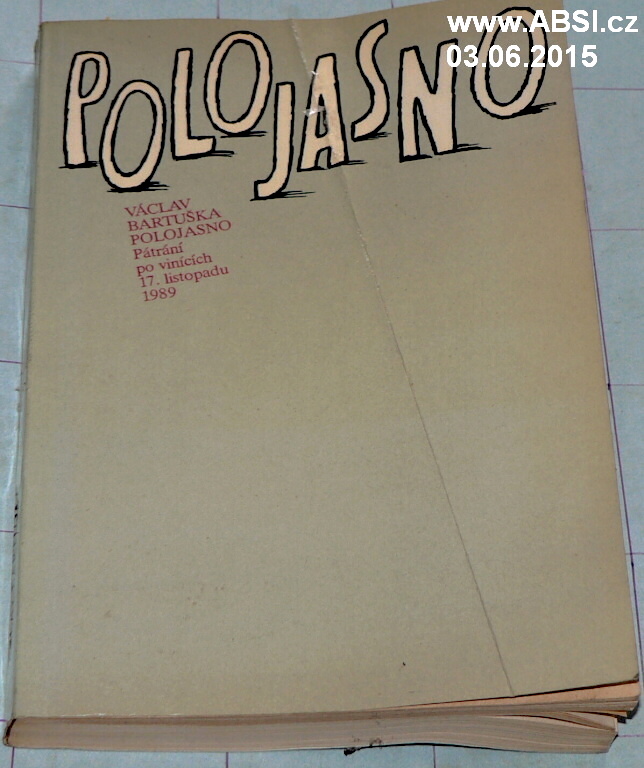 www.ABSI.cz
03.06.2015
POLOJASNO
VÁCLAV
BARTUŠKA
POLOJASNO
Pátrání
po vinících
17. listopadu
1989